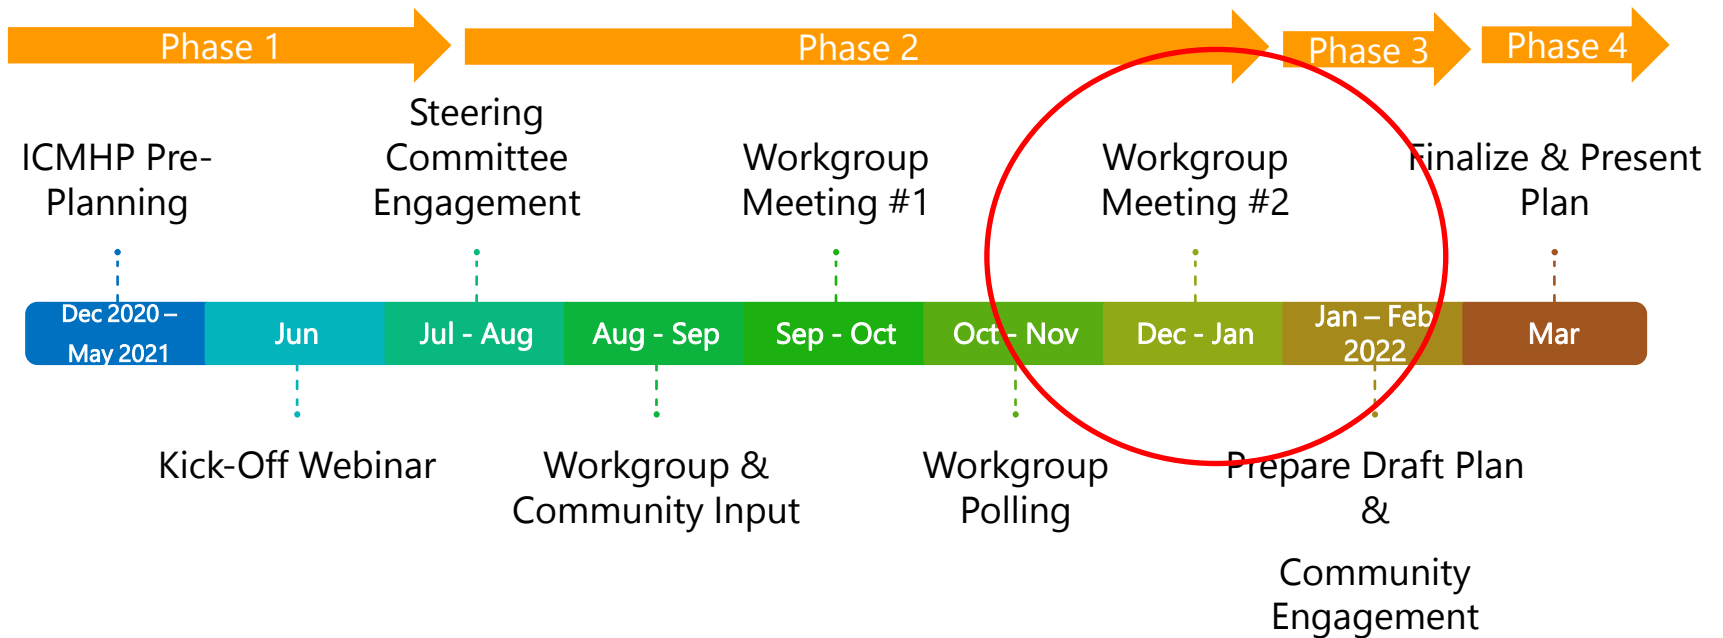 Phase 1
Phase 2
Phase 3
Phase 4
ICMHP Pre-
Planning
Steering
Committee
Engagement
Workgroup
Meeting #1
Workgroup
Meeting #2
Finalize & Present
Plan
Dec 2020 –
May 2021
Jun
Jul - Aug
Aug - Sep
Sep - Oct
Oct - Nov
Dec - Jan
Jan – Feb
2022
Mar
Kick-Off Webinar
Workgroup &
Community Input
Workgroup
Polling
Prepare Draft Plan
&
Community
Engagement